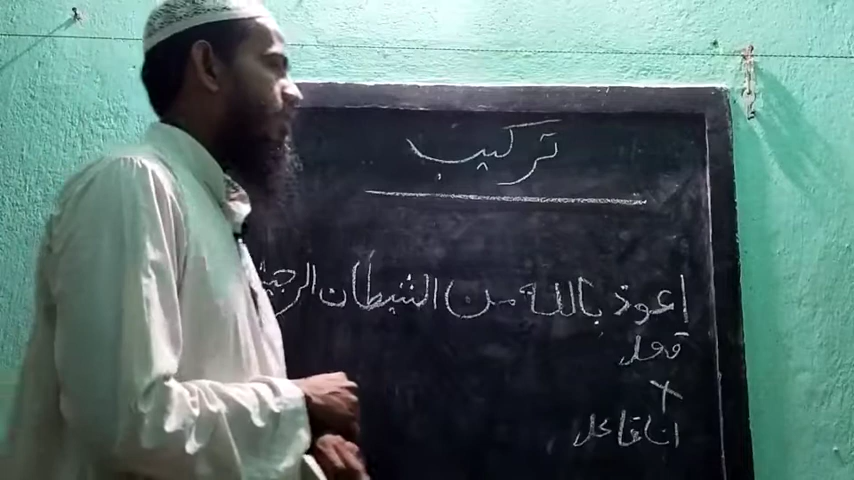 ترکیب
اعوذ باللہ من الشیطان
فعل
انا فاعل